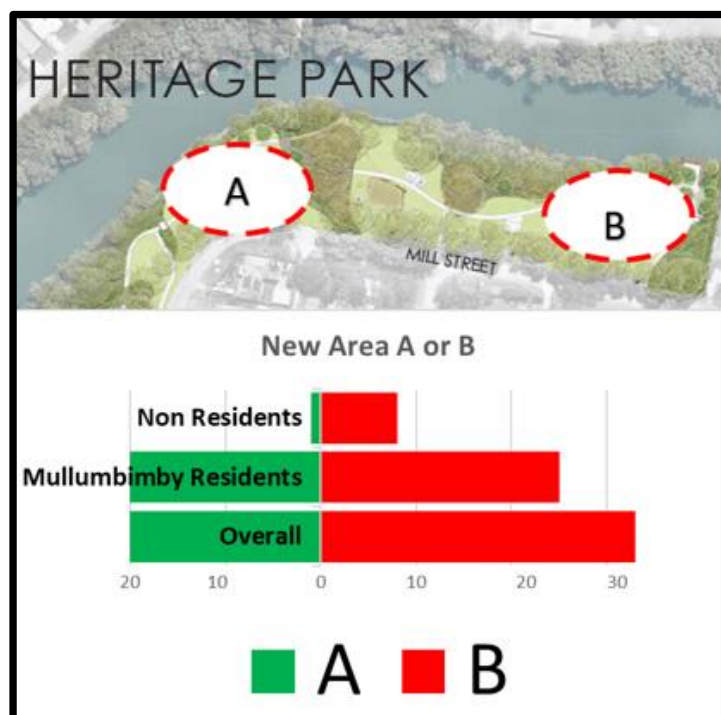 HERITAGE PARK
A
B
MILL STREET
New Area A or B
Non Residents
Mullumbimby Residents
Overall
20 10 0 10 20 30
A B